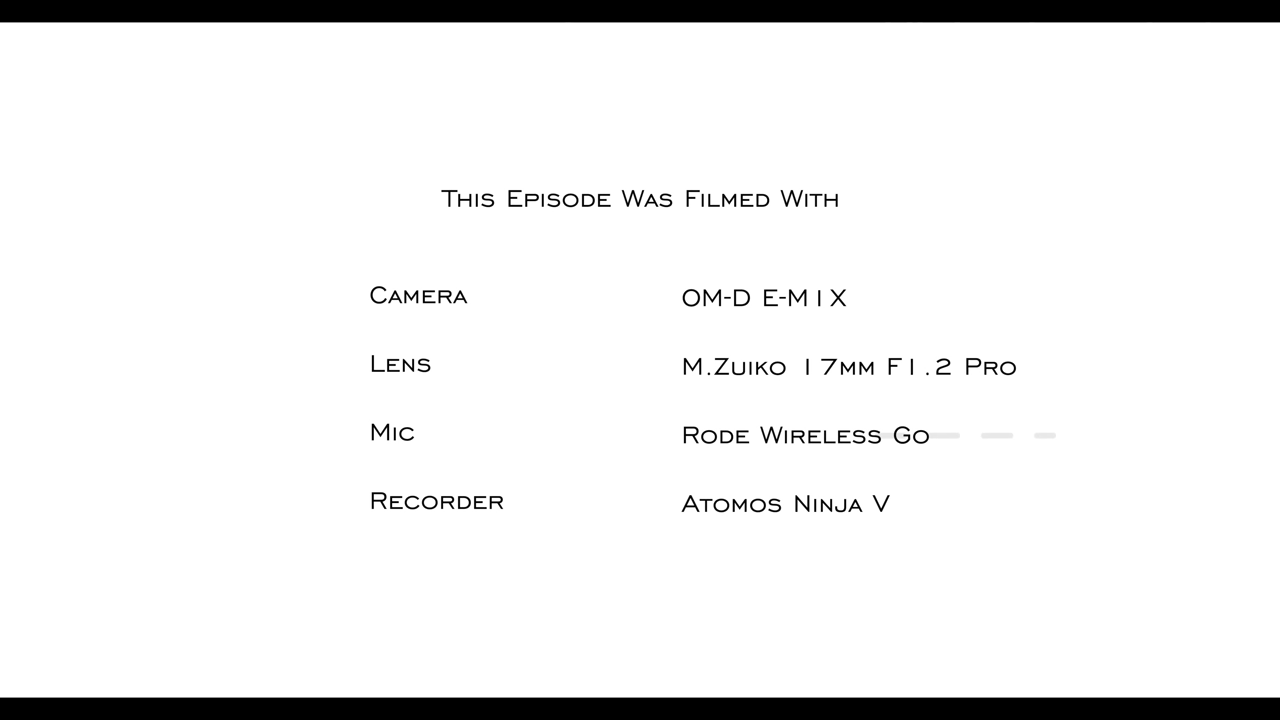 This Episode Was Filmed With
Camera OM-D E-M1X
Lens M.Zuiko 17mm F1.2 Pro
Mic Rode Wireless Go
Recorder Atomos Ninja V